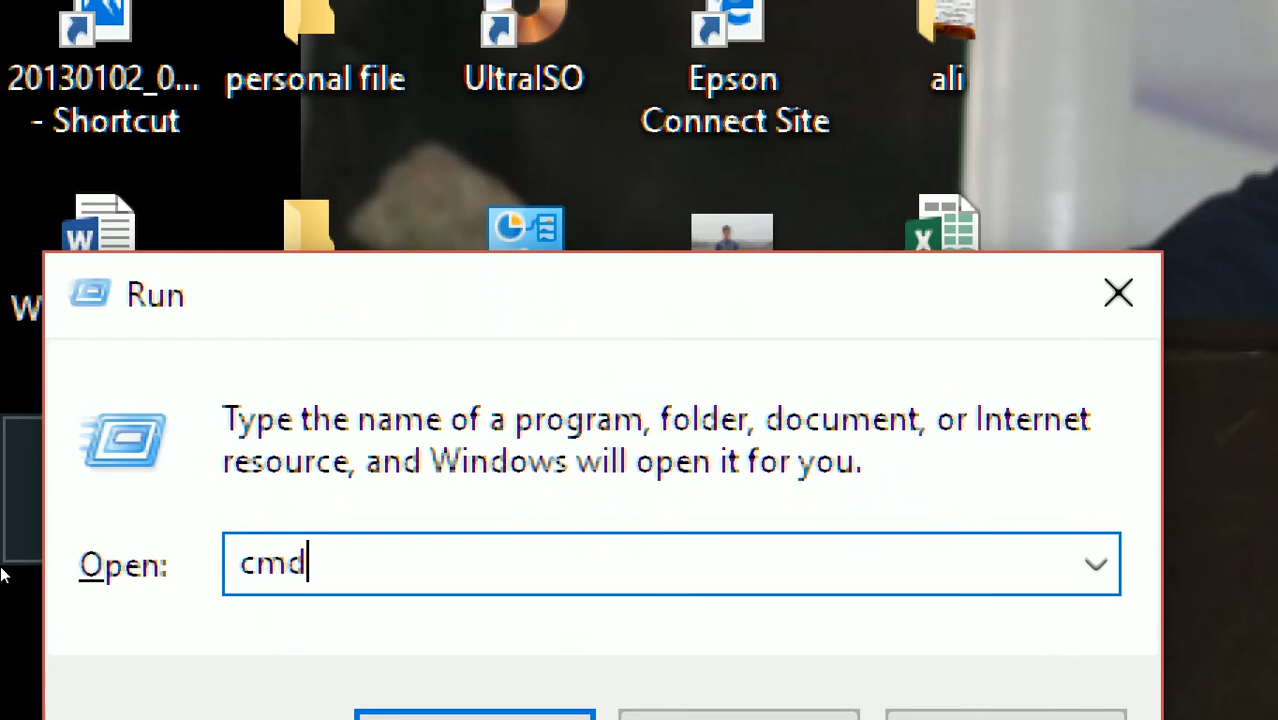 20130102_0...
- Shortcut
personal file
UltraISO
Epson
Connect Site
ali
W
Run
Type the name of a program, folder, document, or Internet
resource, and Windows will open it for you.
Open:
cmd